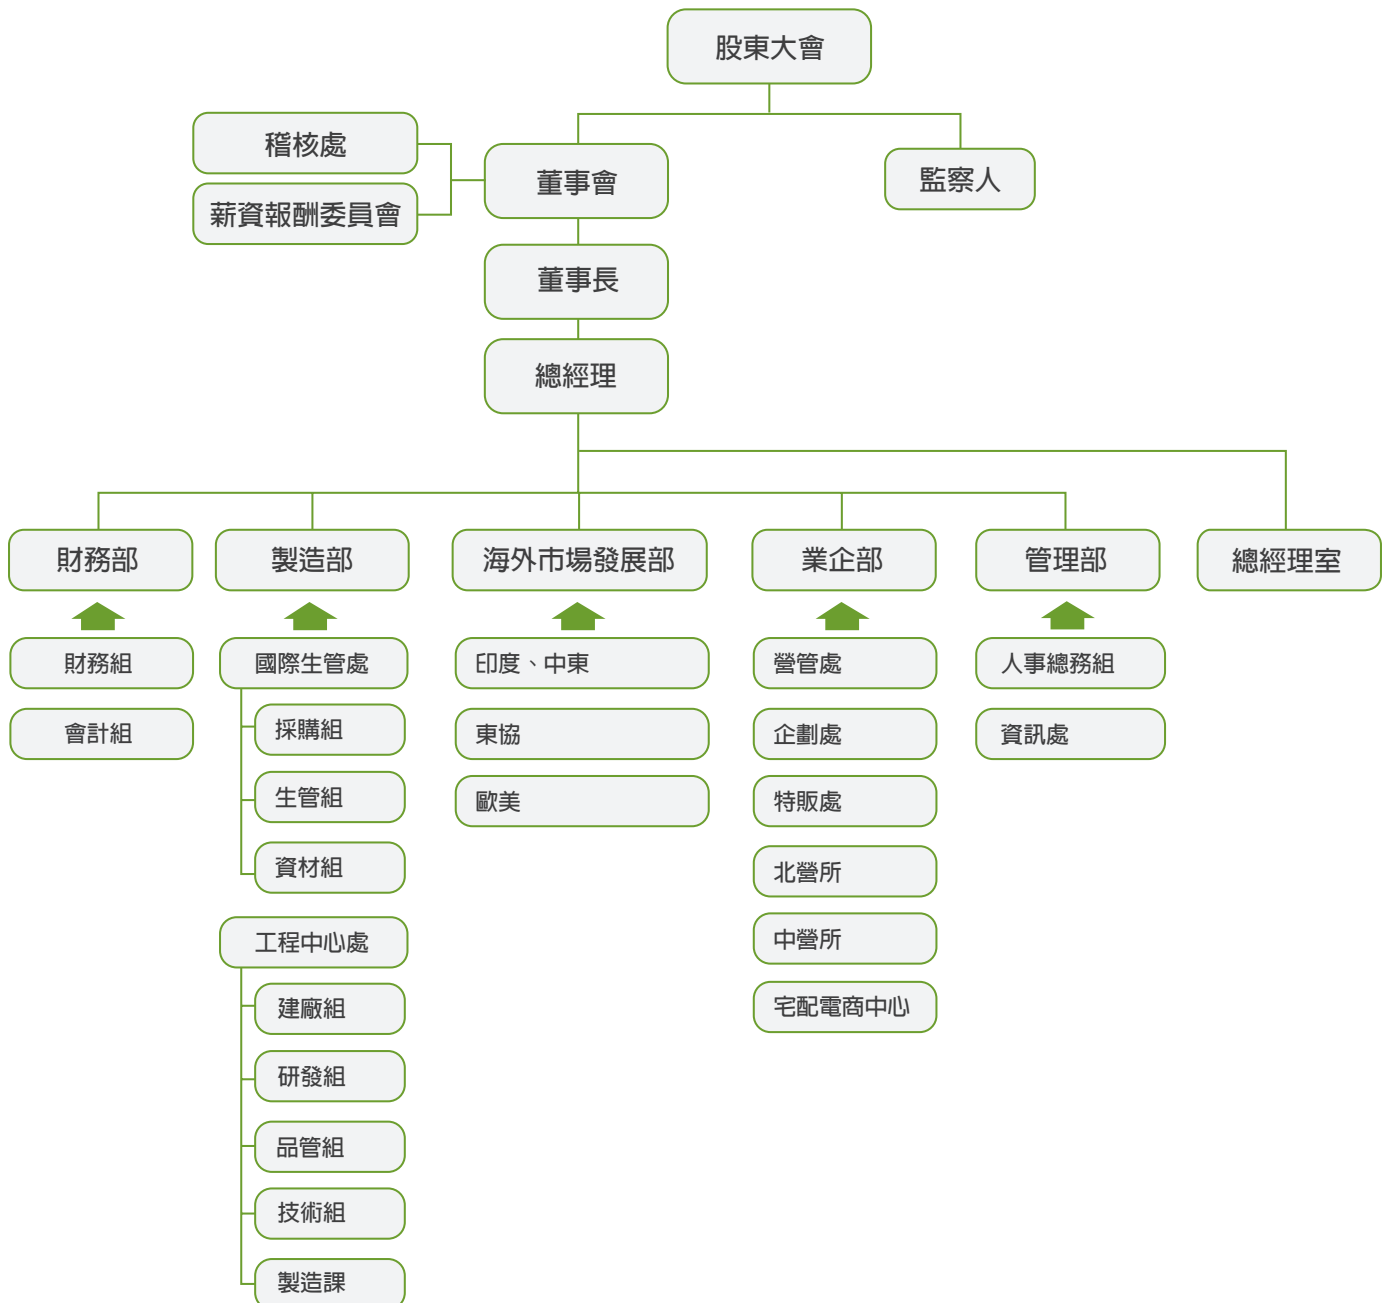 股東大會
稽核處
董事會
監察人
薪資報酬委員會
董事長
總經理
財務部
製造部
海外市場發展部
業企部
管理部
總經理室
財務組
會計組
國際生管處
採購組
生管組
資材組
工程中心處
建廠組
研發組
品管組
技術組
製造課
印度、中東
東協
歐美
營管處
企劃處
特販處
北營所
中營所
宅配電商中心
人事總務組
資訊處